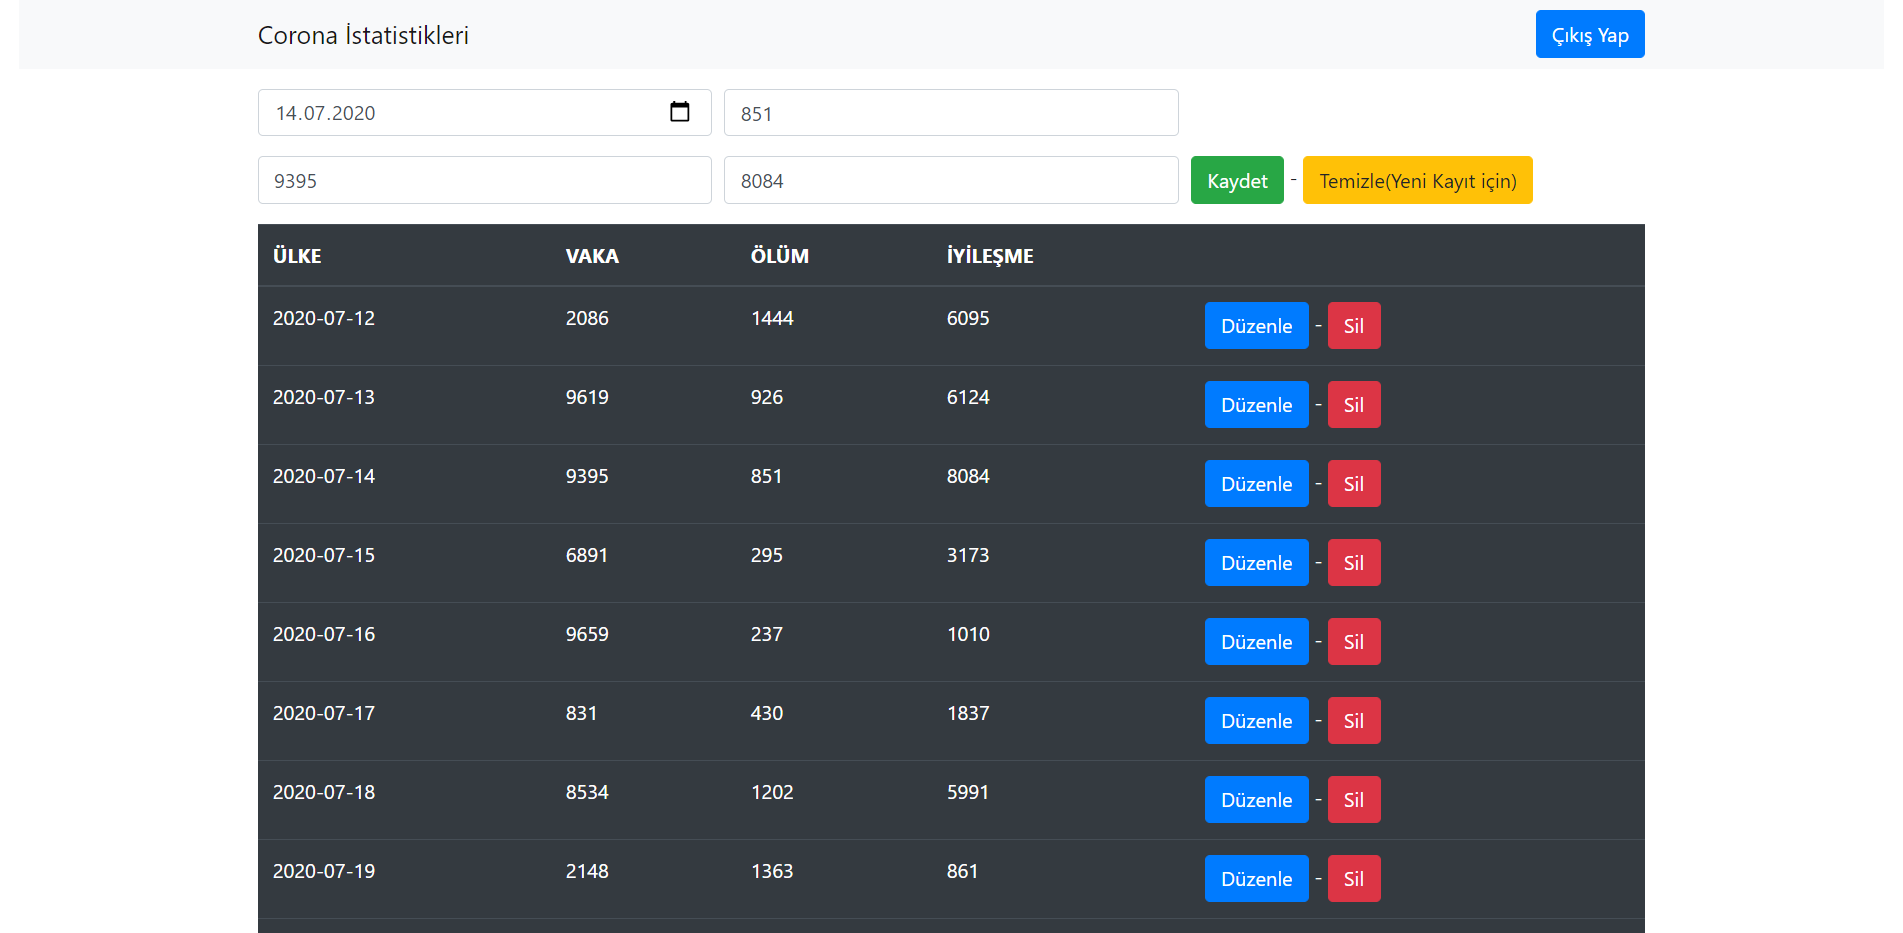 Corona İstatistikleri Çıkış Yap
14.07.2020 851
9395 8084 Kaydet - Temizle(Yeni Kayıt için)
ÜLKE VAKA ÖLÜM İYİLEŞME
2020-07-12 2086 1444 6095 Düzenle - Sil
2020-07-13 9619 926 6124 Düzenle - Sil
2020-07-14 9395 851 8084 Düzenle - Sil
2020-07-15 6891 295 3173 Düzenle - Sil
2020-07-16 9659 237 1010 Düzenle - Sil
2020-07-17 831 430 1837 Düzenle - Sil
2020-07-18 8534 1202 5991 Düzenle - Sil
2020-07-19 2148 1363 861 Düzenle - Sil